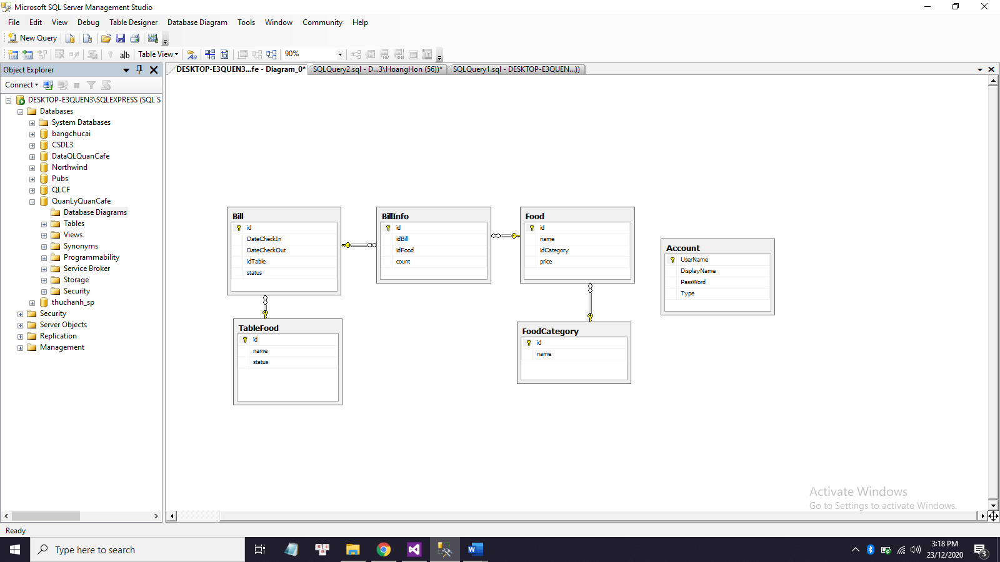 Microsoft SQL Server Management Studio
File Edit View Debug Table Designer Database Diagram Tools Window Community Help
New Query
ab Table View 90%
Object Explorer
DESKTOP-E3QUEN3...fe - Diagram_0* SQLQuery2.sql - D...3\HoangHon (56))* SQLQuery1.sql - DESKTOP-E3QUEN...))
Connect
DESKTOP-E3QUEN3\SQLEXPRESS (SQL S
Databases
System Databases
bangchucai
CSDL3
DataQLQuanCafe
Northwind
Pubs
QLCF
QuanLyQuanCafe
Database Diagrams
Tables
Views
Synonyms
Programmability
Service Broker
Storage
Security
thuchanh_sp
Security
Server Objects
Replication
Management
Bill
id
DateCheckIn
DateCheckOut
idTable
status
BillInfo
id
idBill
idFood
count
Food
id
name
idCategory
price
Account
UserName
DisplayName
PassWord
Type
TableFood
id
name
status
FoodCategory
id
name
Activate Windows
Go to Settings to activate Windows.
Ready
Type here to search
3:18 PM
23/12/2020
3